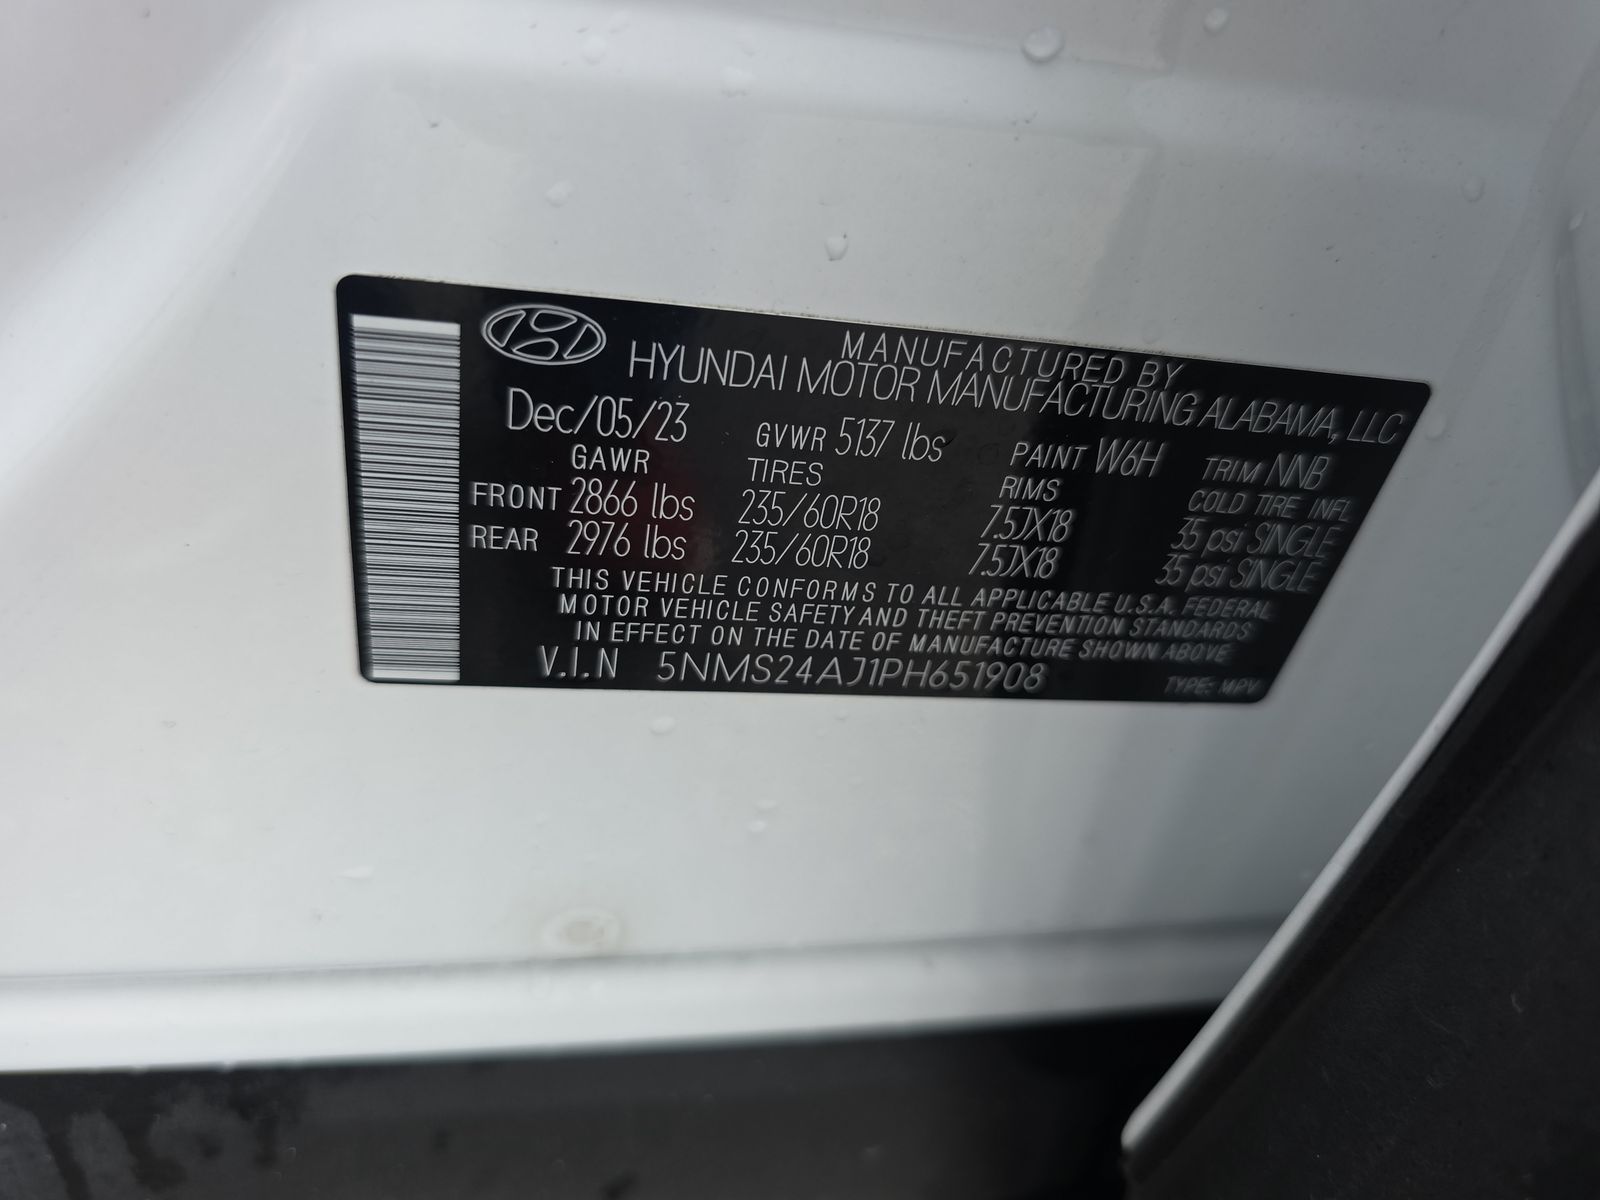 MANUFACTURED BY
HYUNDAI MOTOR MANUFACTURING ALABAMA, LLC
Dec/05/23 GVWR 5137 lbs PAINT W6H TRIM NNB
GAWR TIRES RIMS COLD TIRE INFL
FRONT 2866 lbs 235/60R18 7.5JX18 35 psi SINGLE
REAR 2976 lbs 235/60R18 7.5JX18 35 psi SINGLE
THIS VEHICLE CONFORMS TO ALL APPLICABLE U.S.A. FEDERAL
MOTOR VEHICLE SAFETY AND THEFT PREVENTION STANDARDS
IN EFFECT ON THE DATE OF MANUFACTURE SHOWN ABOVE
V.I.N 5NMS24AJ1PH651908 TYPE: MPV